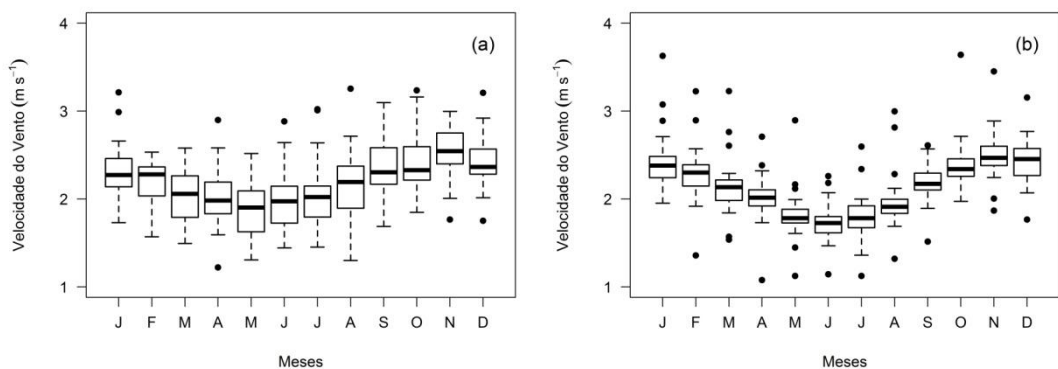 4
(a)
Velocidade do Vento (m s⁻¹)
3
2
1
J F M A M J J A S O N D
Meses
4
(b)
Velocidade do Vento (m s⁻¹)
3
2
1
J F M A M J J A S O N D
Meses